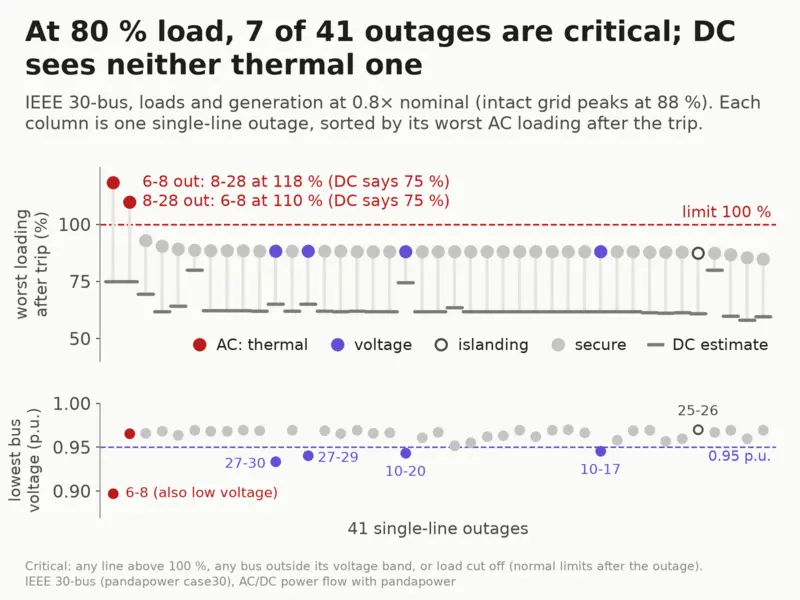 At 80 % load, 7 of 41 outages are critical; DC
sees neither thermal one
IEEE 30-bus, loads and generation at 0.8× nominal (intact grid peaks at 88 %). Each
column is one single-line outage, sorted by its worst AC loading after the trip.
worst loading
after trip (%)
100
75
50
6-8 out: 8-28 at 118 % (DC says 75 %)
8-28 out: 6-8 at 110 % (DC says 75 %)
limit 100 %
AC: thermal
voltage
islanding
secure
DC estimate
lowest bus
voltage (p.u.)
1.00
0.95
0.90
25-26
27-30
27-29
10-20
10-17
0.95 p.u.
6-8 (also low voltage)
41 single-line outages
Critical: any line above 100 %, any bus outside its voltage band, or load cut off (normal limits after the outage).
IEEE 30-bus (pandapower case30), AC/DC power flow with pandapower